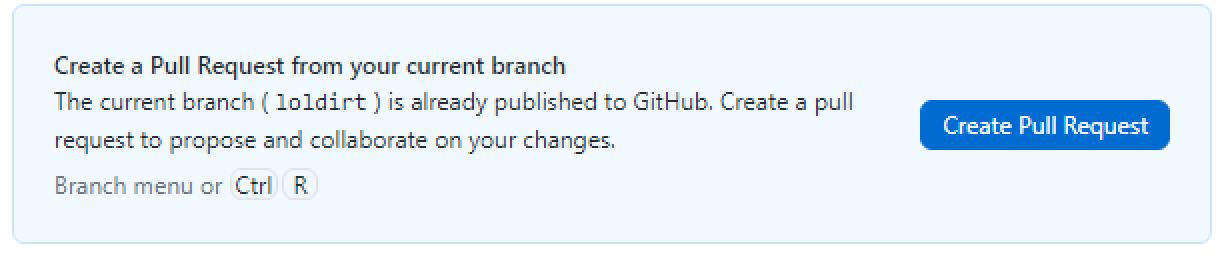 Create a Pull Request from your current branch
The current branch ( loldirt ) is already published to GitHub. Create a pull
request to propose and collaborate on your changes.
Branch menu or Ctrl R
Create Pull Request